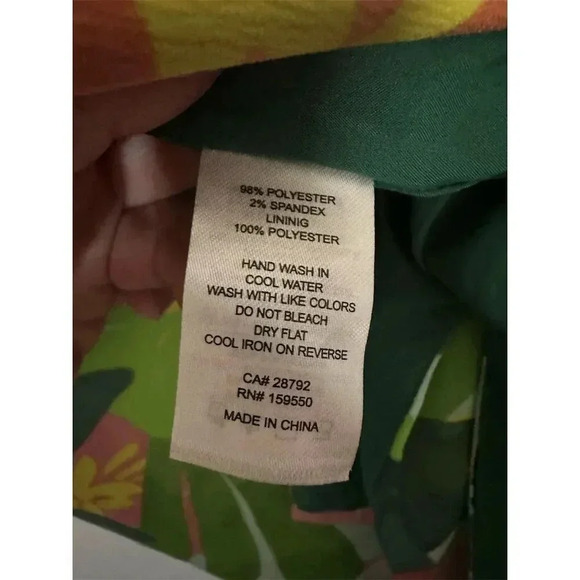 98% POLYESTER
2% SPANDEX
LINING
100% POLYESTER
HAND WASH IN
COOL WATER
WASH WITH LIKE COLORS
DO NOT BLEACH
DRY FLAT
COOL IRON ON REVERSE
CA# 28792
RN# 159550
MADE IN CHINA